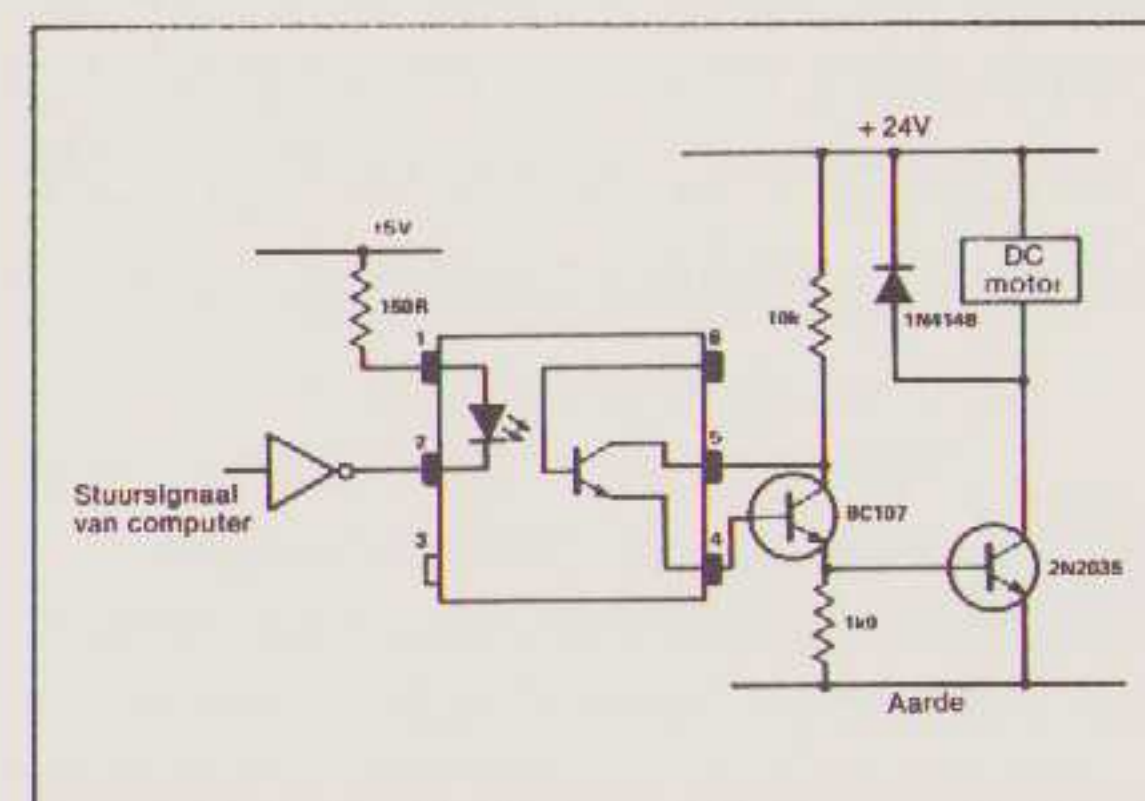 + 24V
+5V
150R
DC
motor
10k
1N4148
1
6
2
5
Stuursignaal
van computer
BC107
3
4
2N2035
1k0
Aarde